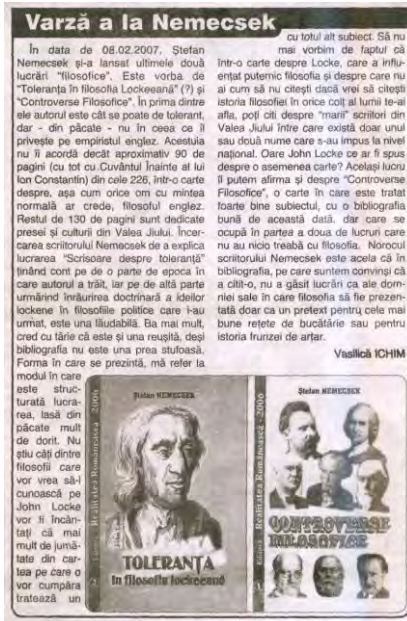 Varză a la Nemecsek
În data de 08.02.2007, Ştefan
Nemecsek şi-a lansat ultimele două
lucrări "filosofice". Este vorba de
"Toleranţa în filosofia Lockeeană" (?) şi
"Controverse Filosofice". În prima dintre
ele autorul este cât se poate de tolerant,
dar - din păcate - nu în ceea ce îl
priveşte pe empiristul englez. Acestuia
nu îi acordă decât aproximativ 90 de
pagini (cu tot cu Cuvântul Înainte al lui
Ion Constantin) din cele 226, într-o carte
despre, aşa cum orice om cu mintea
normală ar crede, filosoful englez.
Restul de 130 de pagini sunt dedicate
presei şi culturii din Valea Jiului. Încer-
carea scriitorului Nemecsek de a explica
lucrarea "Scrisoare despre toleranţă"
ţinând cont pe de o parte de epoca în
care autorul a trăit, iar pe de altă parte
urmărind înrâurirea doctrinară a ideilor
lockene în filosofiile politice care i-au
urmat, este una lăudabilă. Ba mai mult,
cred cu tărie că este şi una reuşită, deşi
bibliografia nu este una prea stufoasă.
Forma în care se prezintă, mă refer la
modul în care
este struc-
turată lucra-
rea, lasă din
păcate mult
de dorit. Nu
ştiu câţi dintre
filosofii care
vor vrea să-l
cunoască pe
John Locke
vor fi încân-
taţi că mai
mult de jumă-
tate din car-
tea pe care o
vor cumpăra
tratează un
cu totul alt subiect. Să nu
mai vorbim de faptul că
într-o carte despre Locke, care a influ-
enţat puternic filosofia şi despre care nu
ai cum să nu citeşti dacă vrei să citeşti
istoria filosofiei în orice colţ al lumii te-ai
afla, poţi citi despre "marii" scriitori din
Valea Jiului între care există doar unul
sau două nume care s-au impus la nivel
naţional. Oare John Locke ce ar fi spus
despre o asemenea carte? Acelaşi lucru
îl putem afirma şi despre "Controverse
Filosofice", o carte în care este tratat
foarte bine subiectul, cu o bibliografia
bună de această dată, dar care se
ocupă în partea a doua de lucruri care
nu au nicio treabă cu filosofia. Norocul
scriitorului Nemecsek este acela că în
bibliografia, pe care suntem convinşi că
a citit-o, nu a găsit lucrări ca ale dom-
niei sale în care filosofia să fie prezen-
tată doar ca un pretext pentru cele mai
bune reţete de bucătărie sau pentru
istoria frunzei de arţar.
Vasilică ICHIM
Ştefan NEMECSEK
Realitatea Românească - 2006
TOLERANŢA
în filosofia lockeeană
Ştefan NEMECSEK
Editura Realitatea Românească - 2006
CONTROVERSE
FILOSOFICE